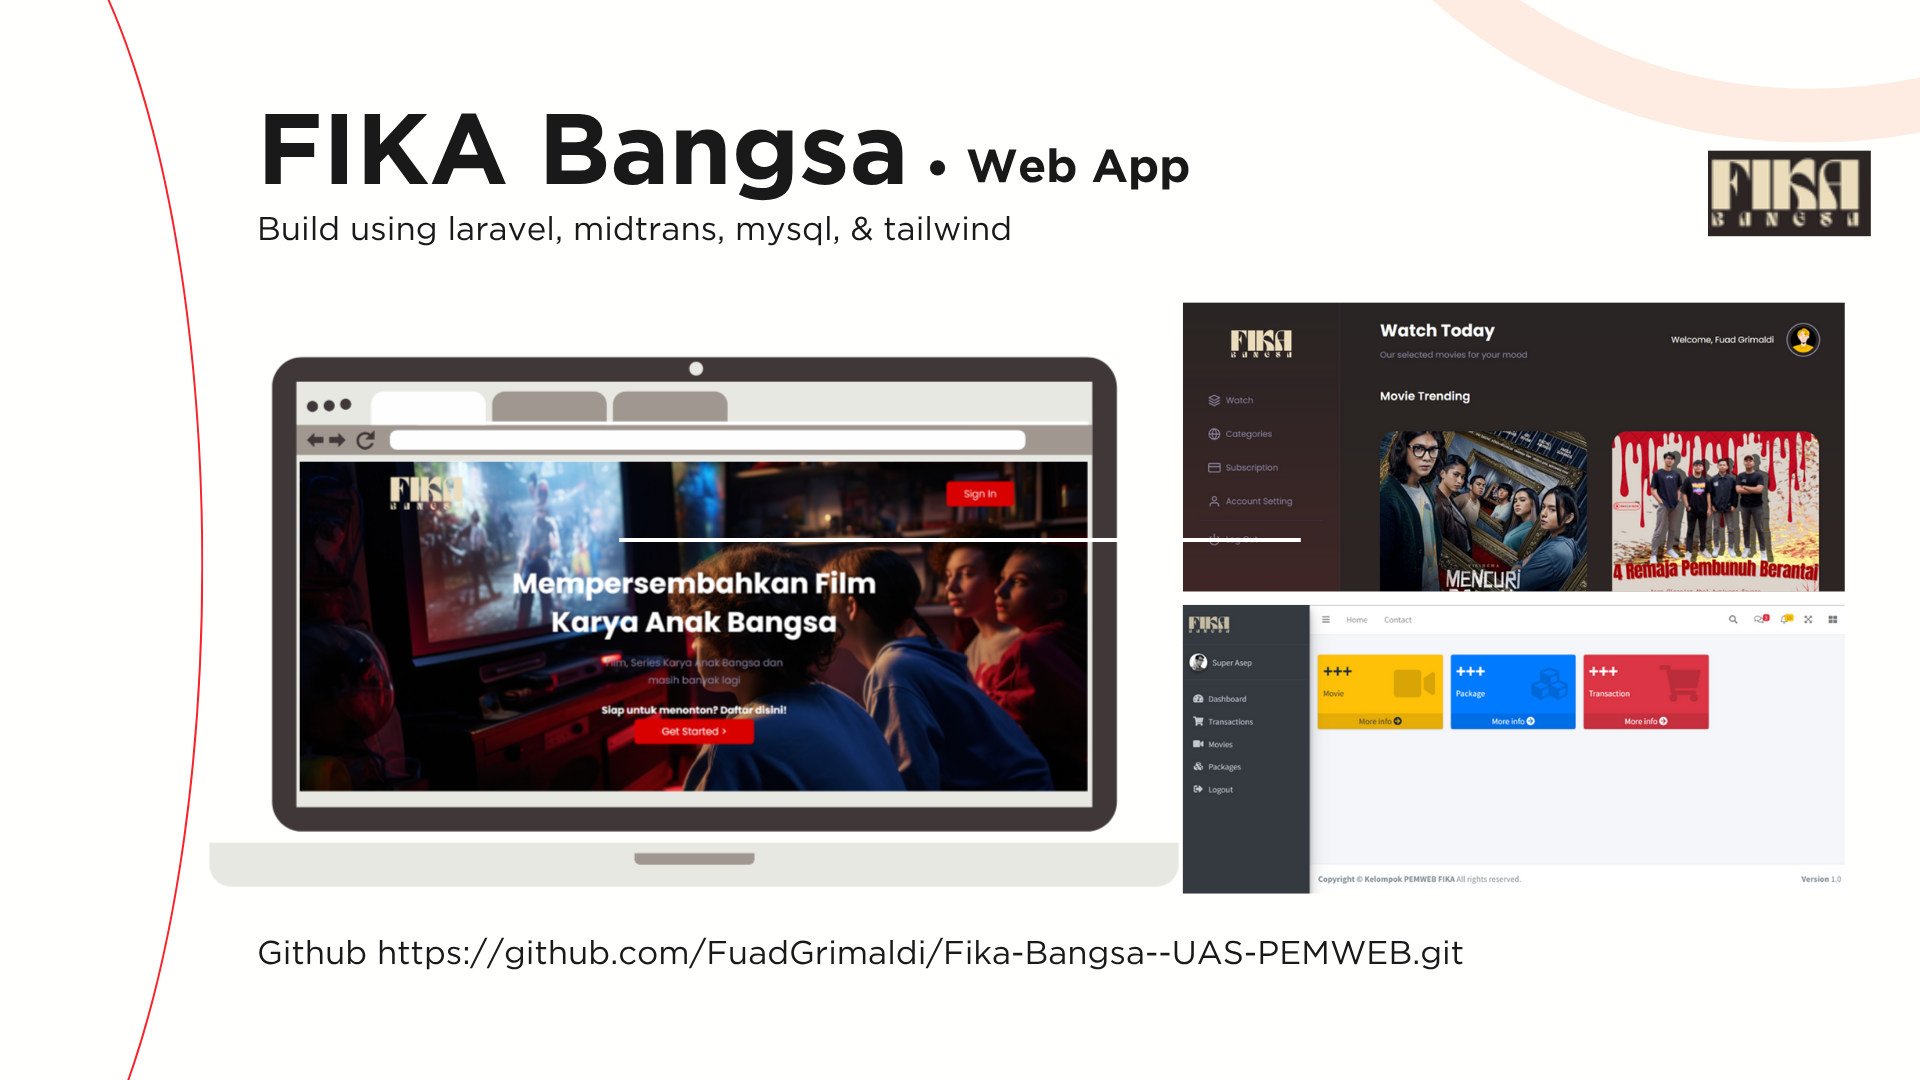 FIKA Bangsa • Web App
Build using laravel, midtrans, mysql, & tailwind
FIKA
BANGSA
FIKA
BANGSA
Sign In
Mempersembahkan Film
Karya Anak Bangsa
Film, Series Karya Anak Bangsa dan
masih banyak lagi
Siap untuk menonton? Daftar disini!
Get Started >
FIKA
BANGSA
Watch
Categories
Subscription
Account Setting
Watch Today
Our selected movies for your mood
Welcome, Fuad Grimaldi
Movie Trending
MENCURI
4 Remaja Pembunuh Berantai
FIKA
BANGSA
Super Asep
Dashboard
Transactions
Movies
Packages
Logout
Home Contact
+++
Movie
More info
+++
Package
More info
+++
Transaction
More info
Copyright © Kelompok PEMWEB FIKA All rights reserved.
Version 1.0
Github https://github.com/FuadGrimaldi/Fika-Bangsa--UAS-PEMWEB.git